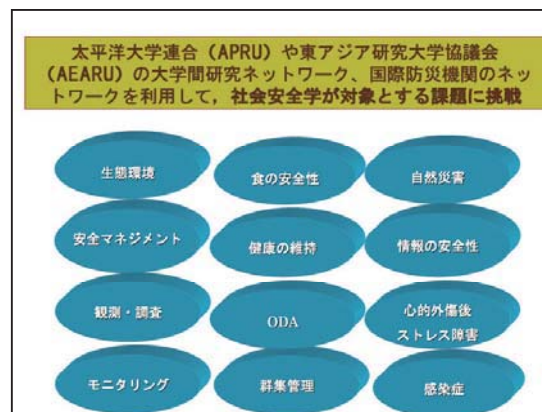 太平洋大学連合（APRU）や東アジア研究大学協議会
（AEARU）の大学間研究ネットワーク、国際防災機関のネッ
トワークを利用して，社会安全学が対象とする課題に挑戦
生態環境
食の安全性
自然災害
安全マネジメント
健康の維持
情報の安全性
観測・調査
ODA
心的外傷後
ストレス障害
モニタリング
群集管理
感染症